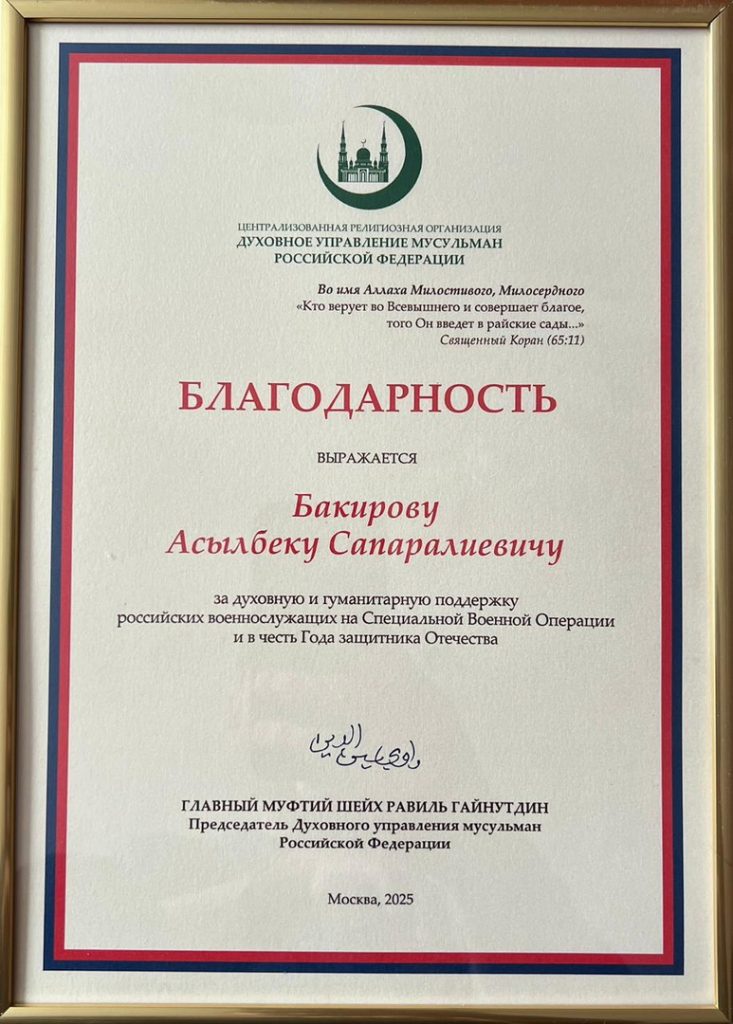 ЦЕНТРАЛИЗОВАННАЯ РЕЛИГИОЗНАЯ ОРГАНИЗАЦИЯ
ДУХОВНОЕ УПРАВЛЕНИЕ МУСУЛЬМАН
РОССИЙСКОЙ ФЕДЕРАЦИИ
Во имя Аллаха Милостивого, Милосердного
«Кто верует во Всевышнего и совершает благое,
того Он введет в райские сады...»
Священный Коран (65:11)
БЛАГОДАРНОСТЬ
ВЫРАЖАЕТСЯ
Бакирову
Асылбеку Сапаралиевичу
за духовную и гуманитарную поддержку
российских военнослужащих на Специальной Военной Операции
и в честь Года защитника Отечества
ГЛАВНЫЙ МУФТИЙ ШЕЙХ РАВИЛЬ ГАЙНУТДИН
Председатель Духовного управления мусульман
Российской Федерации
Москва, 2025